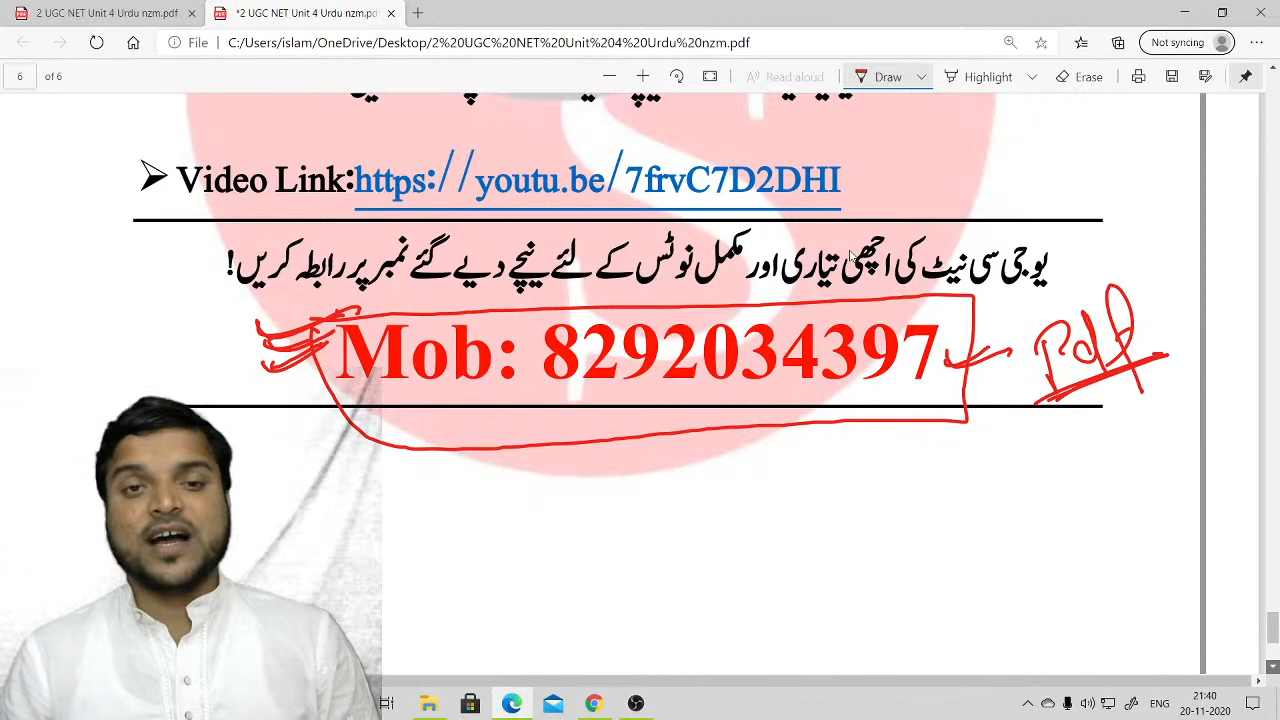 2 UGC NET Unit 4 Urdu nzm.pdf
*2 UGC NET Unit 4 Urdu nzm.pdf
File C:/Users/islam/OneDrive/Desktop/2%20UGC%20NET%20Unit%204%20Urdu%20nzm.pdf
Not syncing
6 of 6
Read aloud
Draw
Highlight
Erase
Video Link:https://youtu.be/7frvC7D2DHI
یو جی سی نیٹ کی اچھی تیاری اور مکمل نوٹس کے لئے نیچے دیے گئے نمبر پر رابطہ کریں!
Mob: 8292034397
Pdf
ENG
21:40
20-11-2020